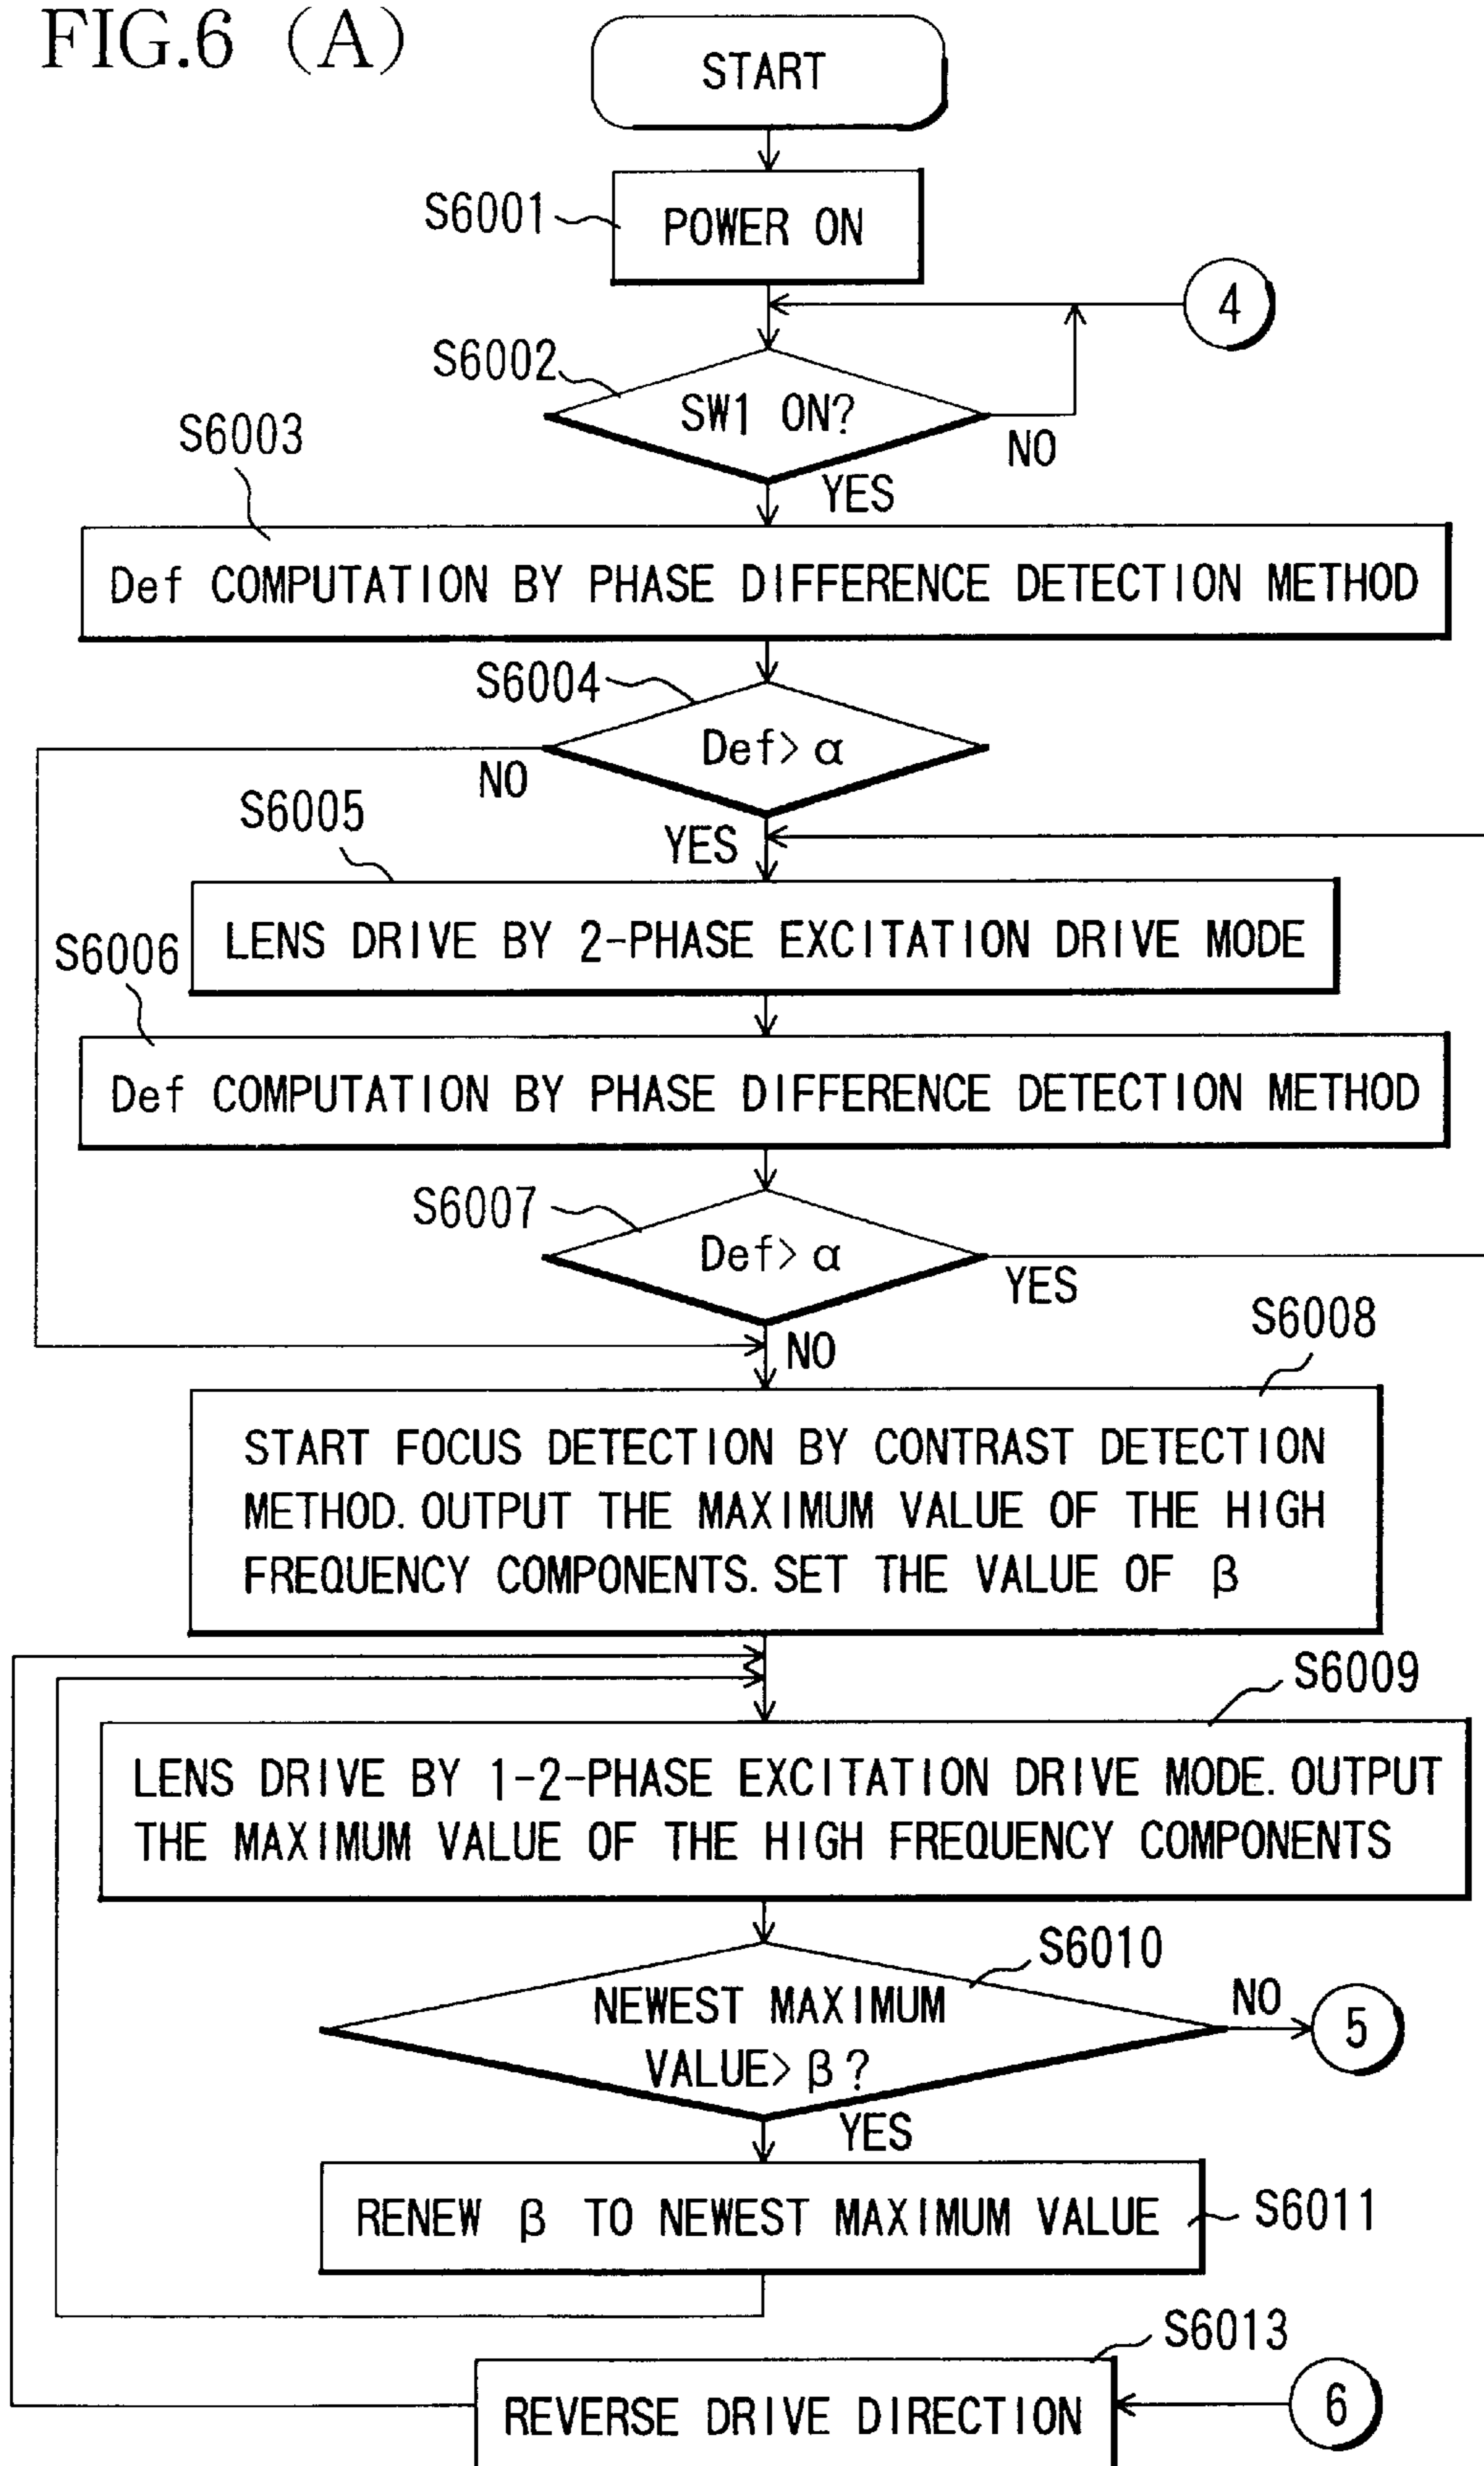 FIG.6 (A)
START
S6001
POWER ON
4
S6002
SW1 ON?
NO
S6003
YES
Def COMPUTATION BY PHASE DIFFERENCE DETECTION METHOD
S6004
Def> α
NO
S6005
YES
LENS DRIVE BY 2-PHASE EXCITATION DRIVE MODE
S6006
Def COMPUTATION BY PHASE DIFFERENCE DETECTION METHOD
S6007
Def> α
YES
S6008
NO
START FOCUS DETECTION BY CONTRAST DETECTION
METHOD. OUTPUT THE MAXIMUM VALUE OF THE HIGH
FREQUENCY COMPONENTS. SET THE VALUE OF β
S6009
LENS DRIVE BY 1-2-PHASE EXCITATION DRIVE MODE. OUTPUT
THE MAXIMUM VALUE OF THE HIGH FREQUENCY COMPONENTS
S6010
NEWEST MAXIMUM
VALUE> β?
NO
5
YES
RENEW β TO NEWEST MAXIMUM VALUE
S6011
S6013
REVERSE DRIVE DIRECTION
6